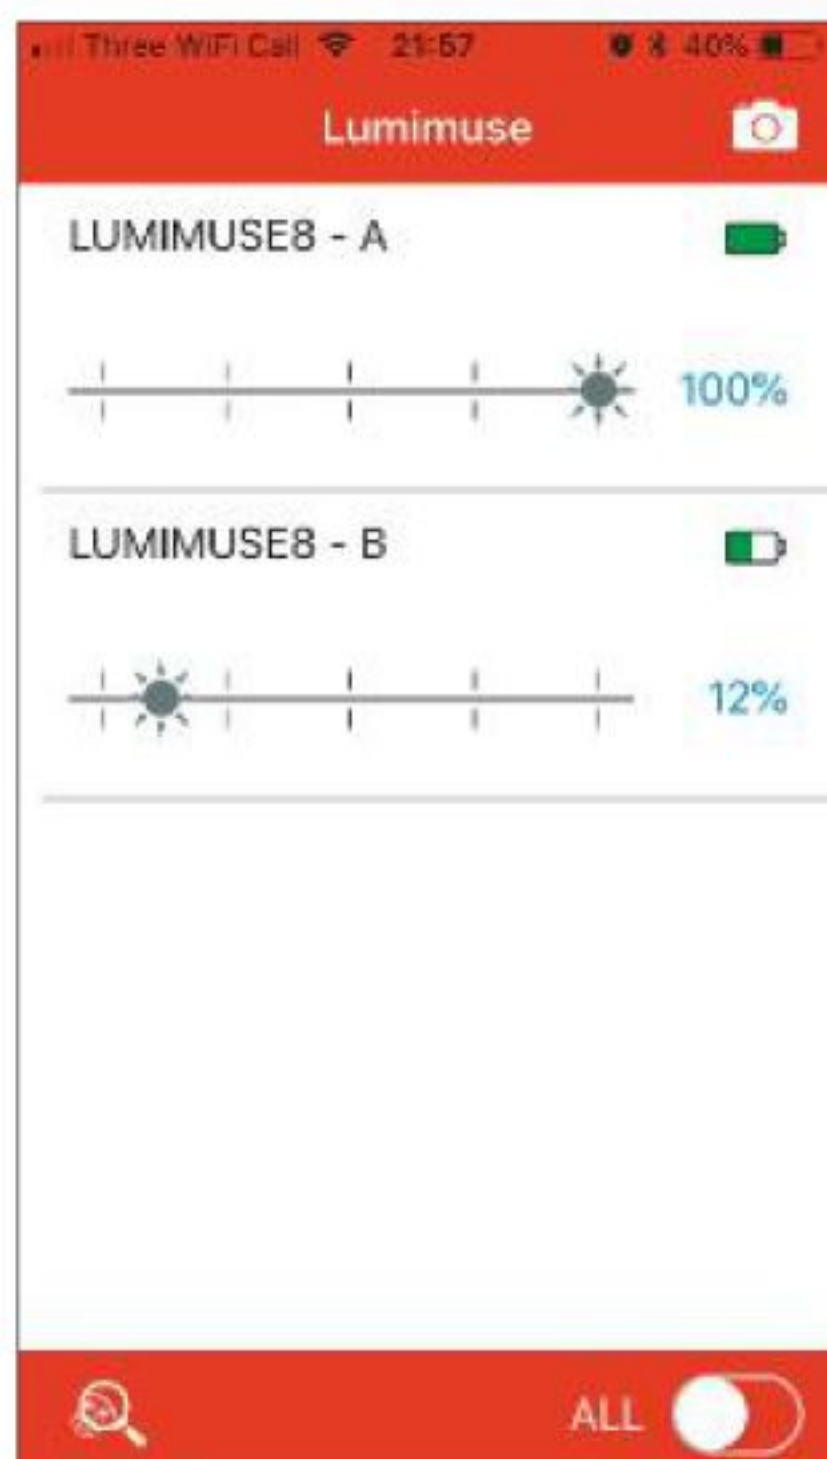 Three WiFi Call 21:57 40%
Lumimuse
LUMIMUSE8 - A
100%
LUMIMUSE8 - B
12%
ALL